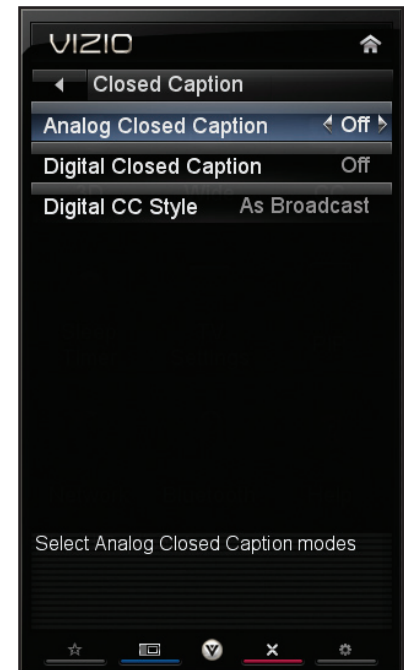 VIZIO
Closed Caption
Analog Closed Caption Off
Digital Closed Caption Off
Digital CC Style As Broadcast
Select Analog Closed Caption modes
V